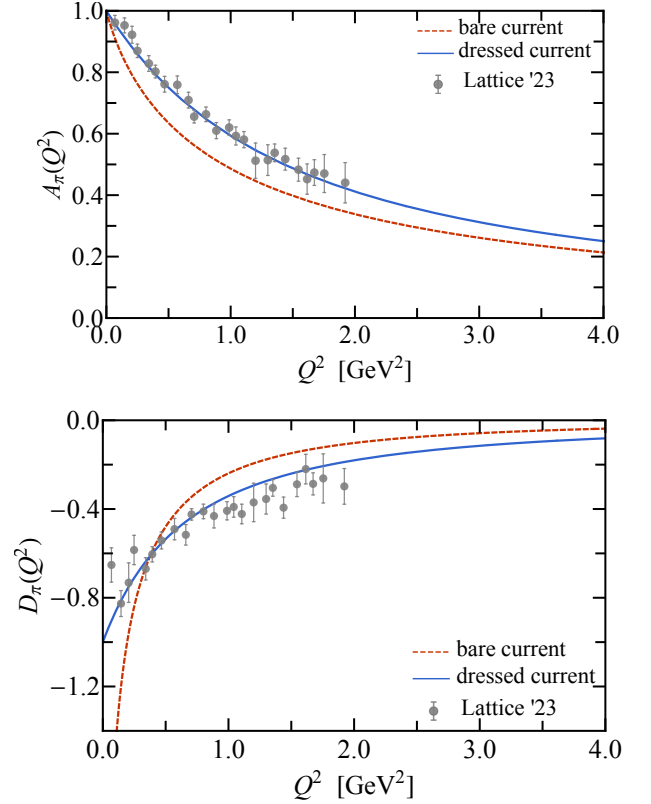 1.0
0.8
0.6
0.4
0.2
0
0.0 1.0 2.0 3.0 4.0
A_π(Q²)
Q² [GeV²]
bare current
dressed current
Lattice '23
0.0
−0.4
−0.8
−1.2
0.0 1.0 2.0 3.0 4.0
D_π(Q²)
Q² [GeV²]
bare current
dressed current
Lattice '23